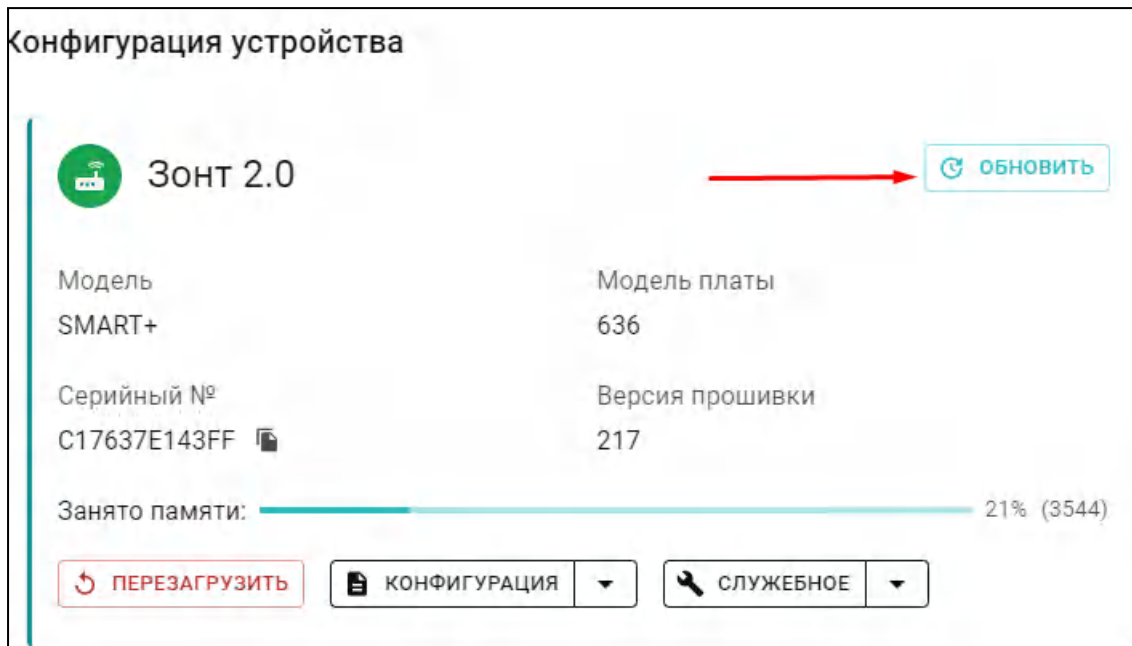 Конфигурация устройства
Зонт 2.0
ОБНОВИТЬ
Модель
Модель платы
SMART+
636
Серийный №
Версия прошивки
C17637E143FF
217
Занято памяти:
21% (3544)
ПЕРЕЗАГРУЗИТЬ
КОНФИГУРАЦИЯ
СЛУЖЕБНОЕ